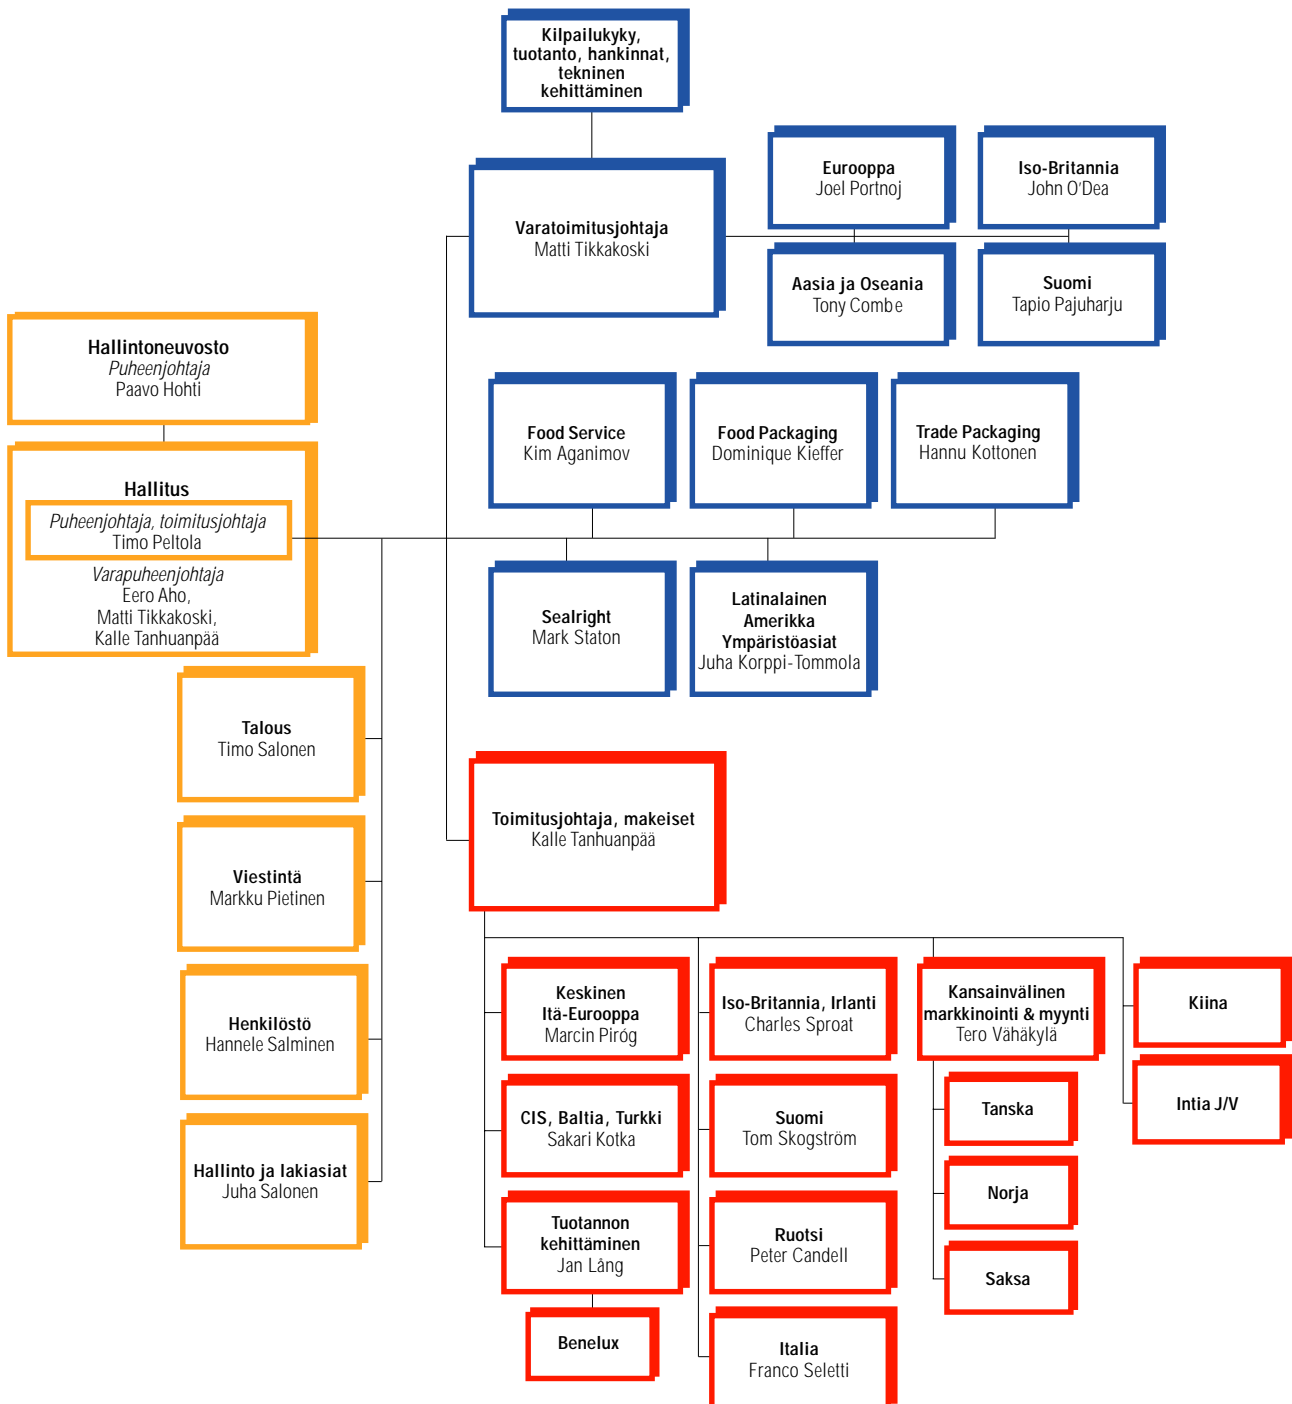 Kilpailukyky,
tuotanto, hankinnat,
tekninen
kehittäminen
Varatoimitusjohtaja
Matti Tikkakoski
Eurooppa
Joel Portnoj
Iso-Britannia
John O'Dea
Aasia ja Oseania
Tony Combe
Suomi
Tapio Pajuharju
Hallintoneuvosto
Puheenjohtaja
Paavo Hohti
Hallitus
Puheenjohtaja, toimitusjohtaja
Timo Peltola
Varapuheenjohtaja
Eero Aho,
Matti Tikkakoski,
Kalle Tanhuanpää
Food Service
Kim Aganimov
Food Packaging
Dominique Kieffer
Trade Packaging
Hannu Kottonen
Sealright
Mark Staton
Latinalainen
Amerikka
Ympäristöasiat
Juha Korppi-Tommola
Talous
Timo Salonen
Viestintä
Markku Pietinen
Henkilöstö
Hannele Salminen
Hallinto ja lakiasiat
Juha Salonen
Toimitusjohtaja, makeiset
Kalle Tanhuanpää
Keskinen
Itä-Eurooppa
Marcin Piróg
CIS, Baltia, Turkki
Sakari Kotka
Tuotannon
kehittäminen
Jan Lång
Benelux
Iso-Britannia, Irlanti
Charles Sproat
Suomi
Tom Skogström
Ruotsi
Peter Candell
Italia
Franco Seletti
Kansainvälinen
markkinointi & myynti
Tero Vähäkylä
Tanska
Norja
Saksa
Kiina
Intia J/V